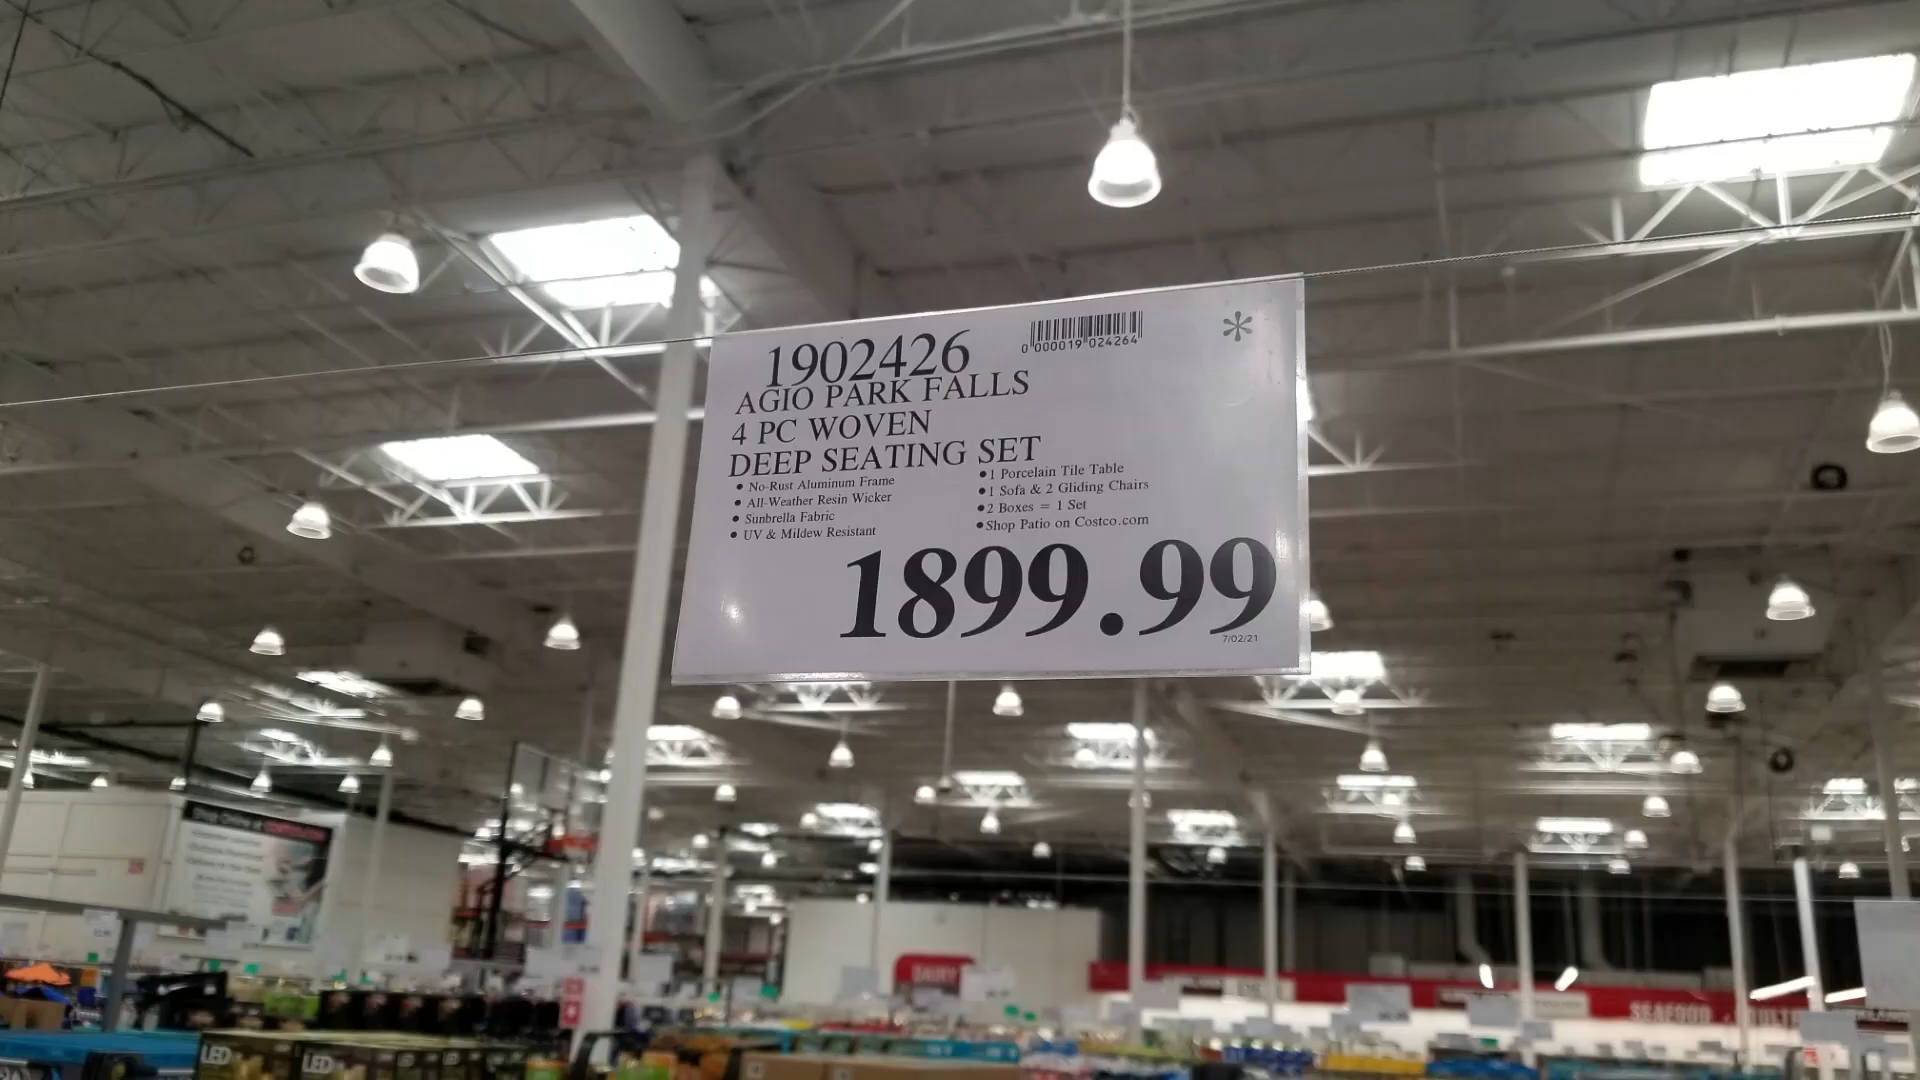 1902426
0 000019 024264
*
AGIO PARK FALLS
4 PC WOVEN
DEEP SEATING SET
• No-Rust Aluminum Frame
• All-Weather Resin Wicker
• Sunbrella Fabric
• UV & Mildew Resistant
• 1 Porcelain Tile Table
• 1 Sofa & 2 Gliding Chairs
• 2 Boxes = 1 Set
• Shop Patio on Costco.com
1899.99
7/02/21
DAIRY
SEAFOOD
LED
LED